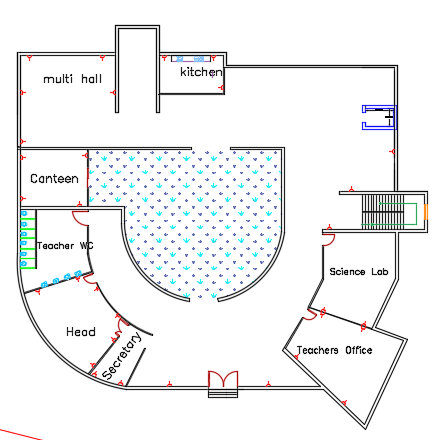 multi hall
kitchen
Canteen
Teacher WC
Science Lab
Head
Secretary
Teachers Office